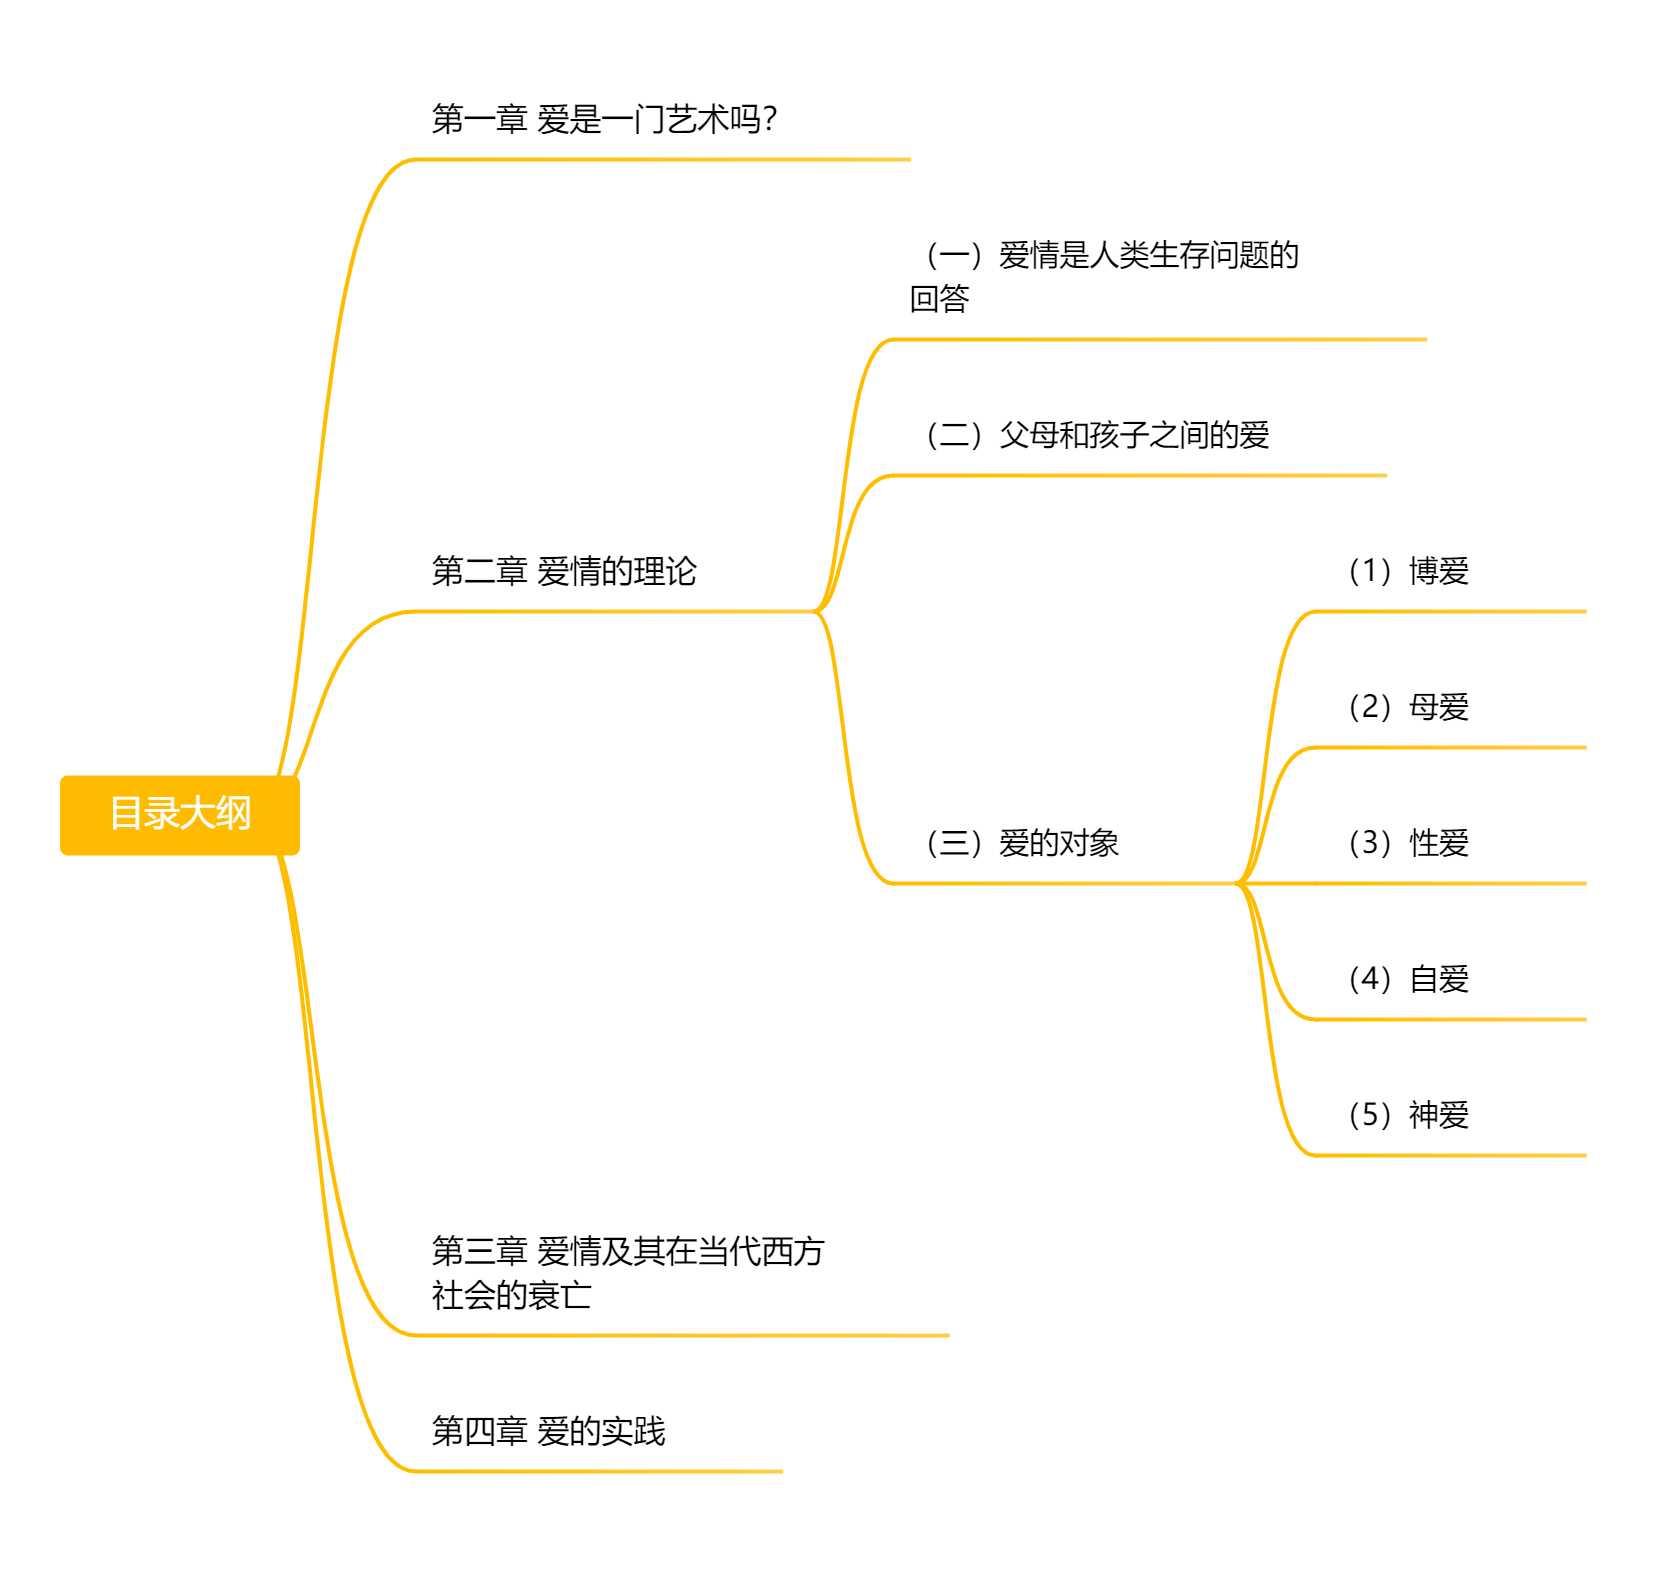 目录大纲
第一章 爱是一门艺术吗?
第二章 爱情的理论
（一）爱情是人类生存问题的
回答
（二）父母和孩子之间的爱
（三）爱的对象
（1）博爱
（2）母爱
（3）性爱
（4）自爱
（5）神爱
第三章 爱情及其在当代西方
社会的衰亡
第四章 爱的实践